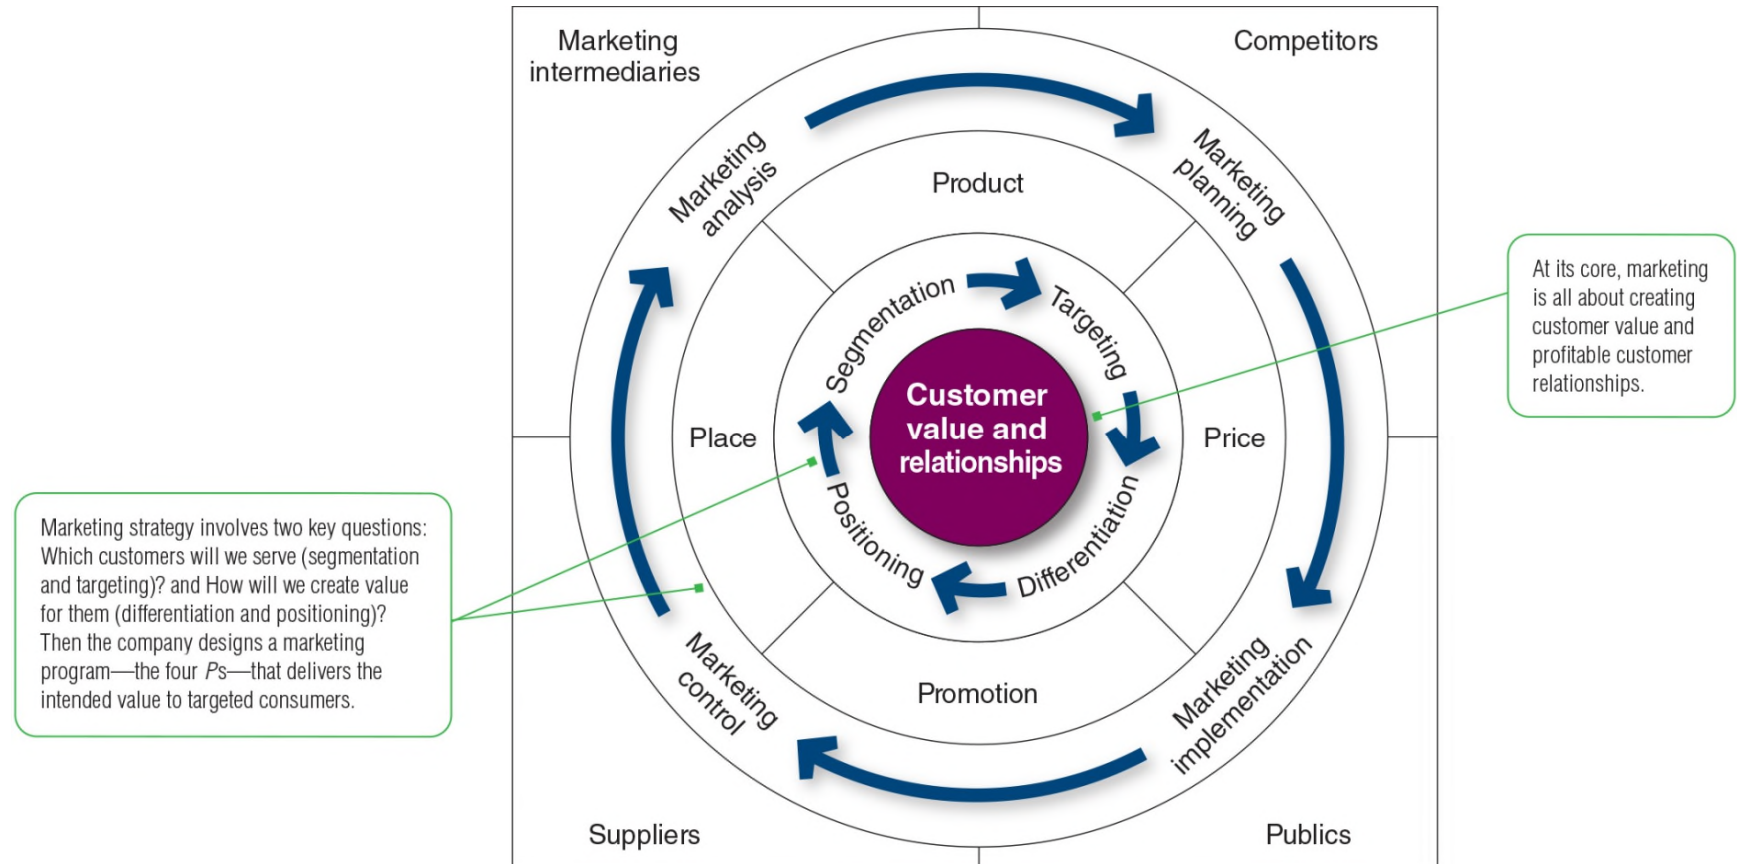 Marketing
intermediaries
Competitors
Marketing
analysis
Marketing
planning
Product
Segmentation
Targeting
Customer
value and
relationships
Place
Price
Positioning
Differentiation
Promotion
Marketing
control
Marketing
implementation
Suppliers
Publics
At its core, marketing
is all about creating
customer value and
profitable customer
relationships.
Marketing strategy involves two key questions:
Which customers will we serve (segmentation
and targeting)? and How will we create value
for them (differentiation and positioning)?
Then the company designs a marketing
program—the four Ps—that delivers the
intended value to targeted consumers.